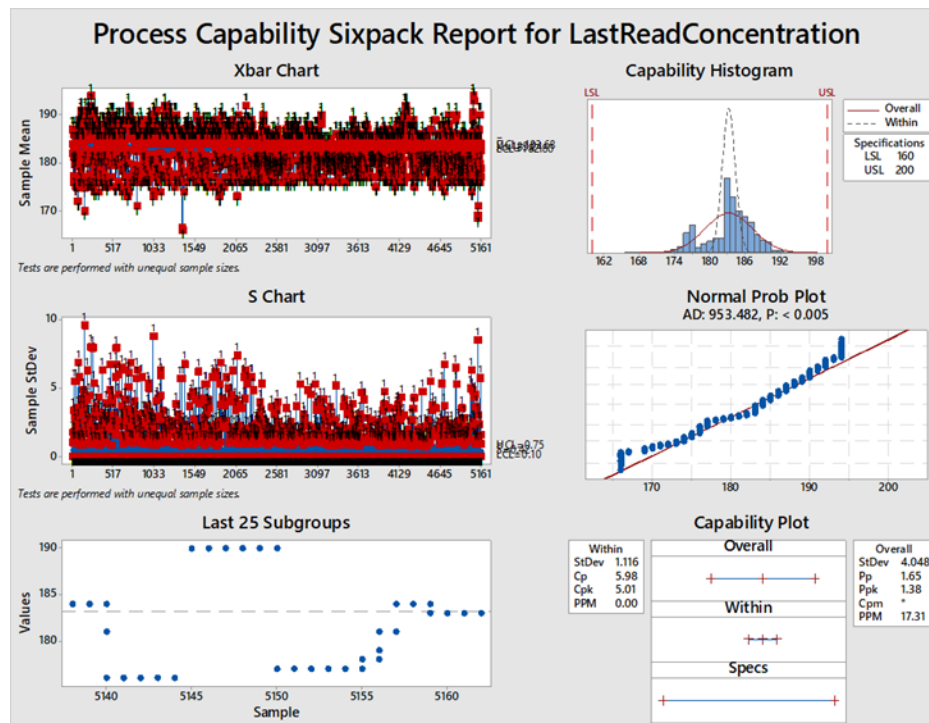 Process Capability Sixpack Report for LastReadConcentration
Xbar Chart
Sample Mean
190
180
170
1 517 1033 1549 2065 2581 3097 3613 4129 4645 5161
Tests are performed with unequal sample sizes.
Capability Histogram
LSL USL
Overall
Within
Specifications
LSL 160
USL 200
162 168 174 180 186 192 198
S Chart
Sample StDev
10
5
0
UCL=0.75
LCL=0.10
1 517 1033 1549 2065 2581 3097 3613 4129 4645 5161
Tests are performed with unequal sample sizes.
Normal Prob Plot
AD: 953.482, P: < 0.005
170 180 190 200
Last 25 Subgroups
Values
190
185
180
5140 5145 5150 5155 5160
Sample
Capability Plot
Within
StDev 1.116
Cp 5.98
Cpk 5.01
PPM 0.00
Overall
Within
Specs
Overall
StDev 4.048
Pp 1.65
Ppk 1.38
Cpm *
PPM 17.31